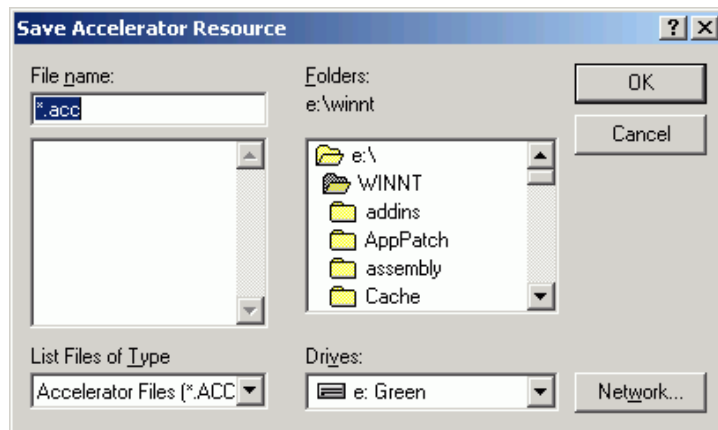 Save Accelerator Resource
File name:
*.acc
Folders:
e:\winnt
e:\
WINNT
addins
AppPatch
assembly
Cache
OK
Cancel
List Files of Type
Accelerator Files (*.ACC
Drives:
e: Green
Network...